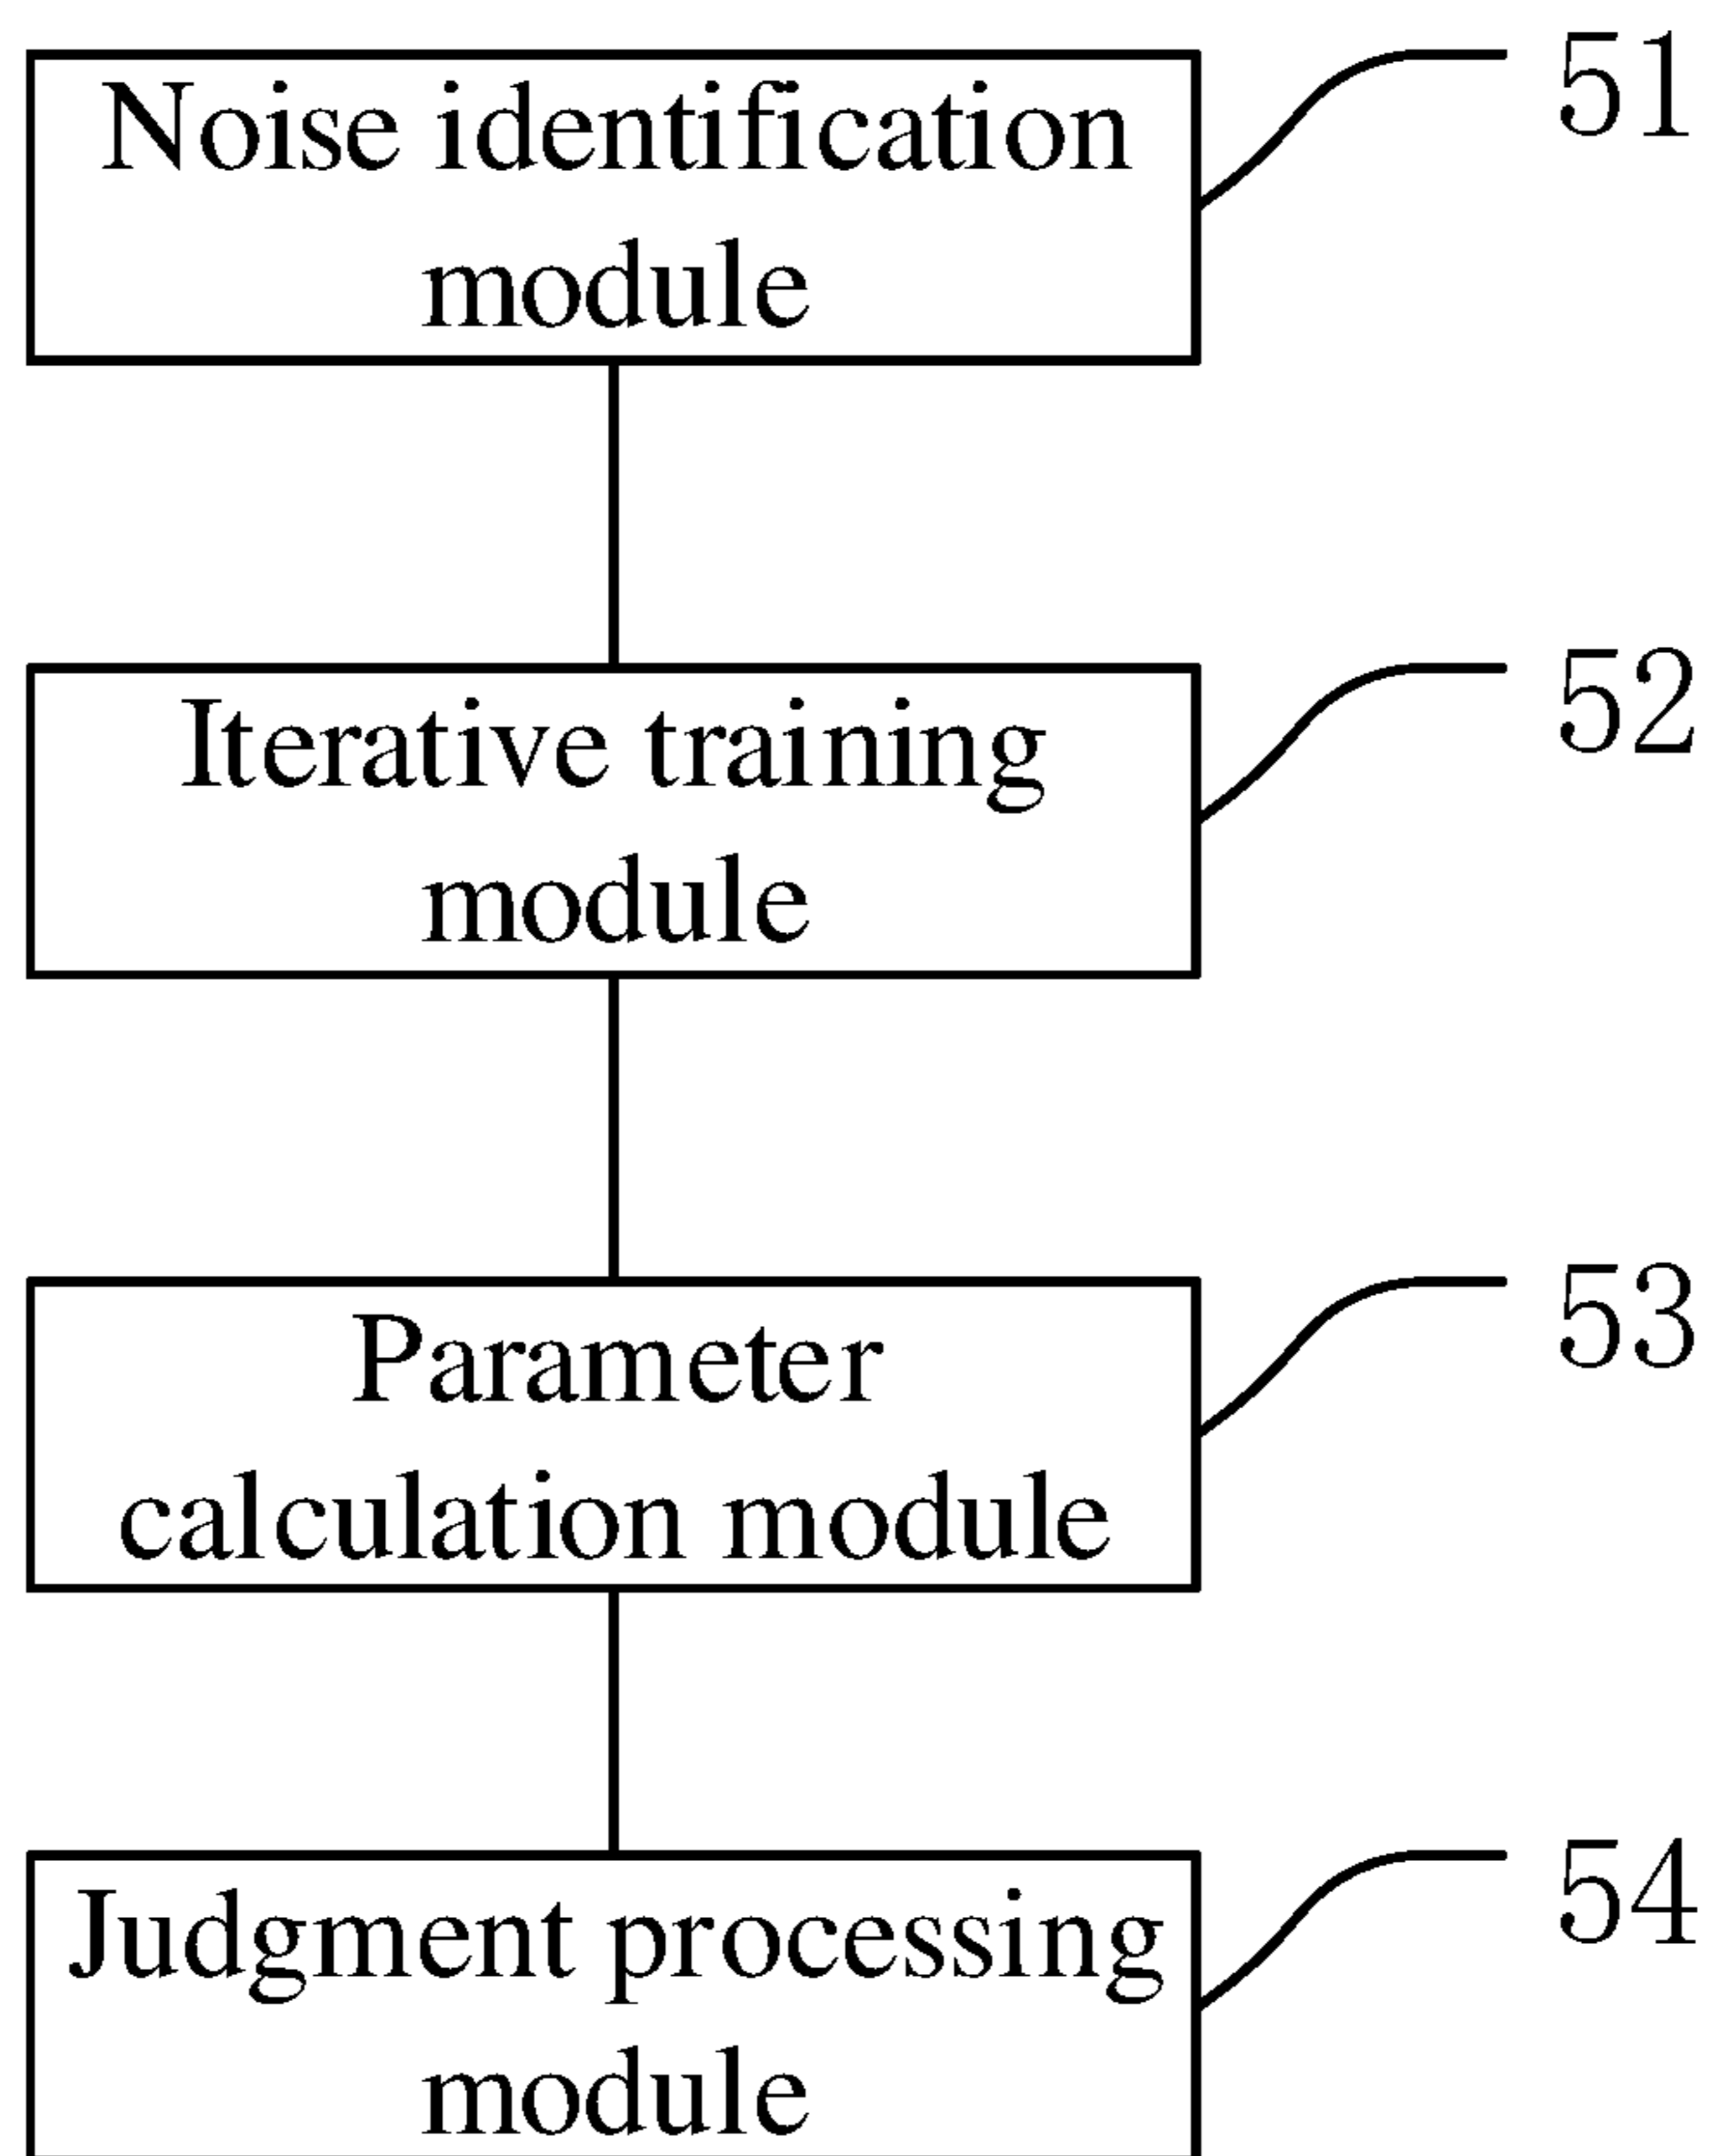 Noise identification
module
51
Iterative training
module
52
Parameter
calculation module
53
Judgment processing
module
54